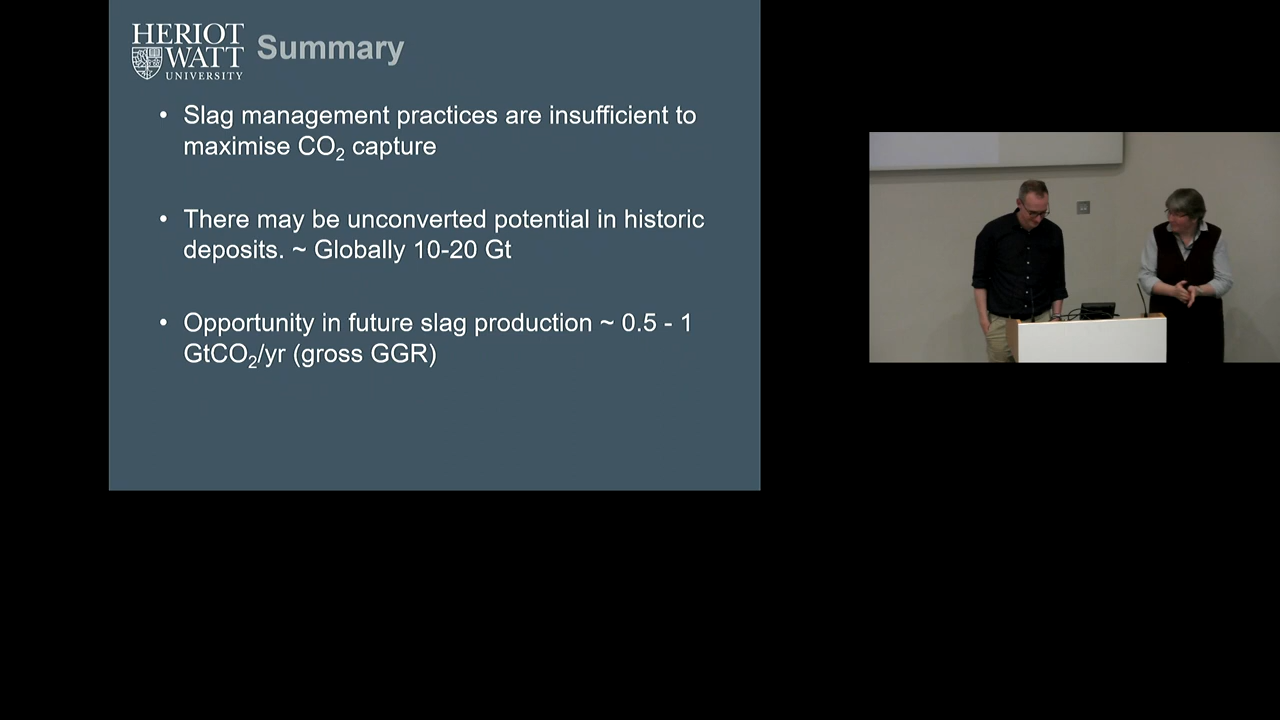 HERIOT
WATT
UNIVERSITY
Summary
• Slag management practices are insufficient to
maximise CO₂ capture
• There may be unconverted potential in historic
deposits. ~ Globally 10-20 Gt
• Opportunity in future slag production ~ 0.5 - 1
GtCO₂/yr (gross GGR)